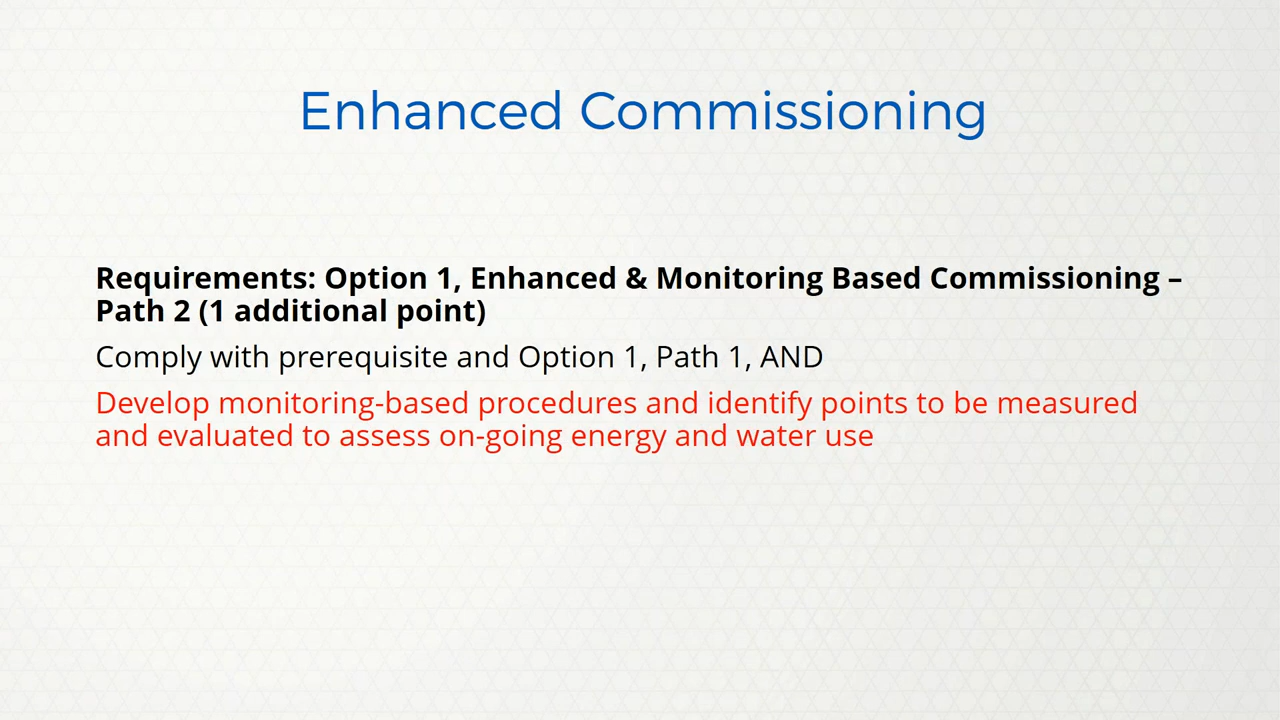 Enhanced Commissioning
Requirements: Option 1, Enhanced & Monitoring Based Commissioning –
Path 2 (1 additional point)
Comply with prerequisite and Option 1, Path 1, AND
Develop monitoring-based procedures and identify points to be measured
and evaluated to assess on-going energy and water use